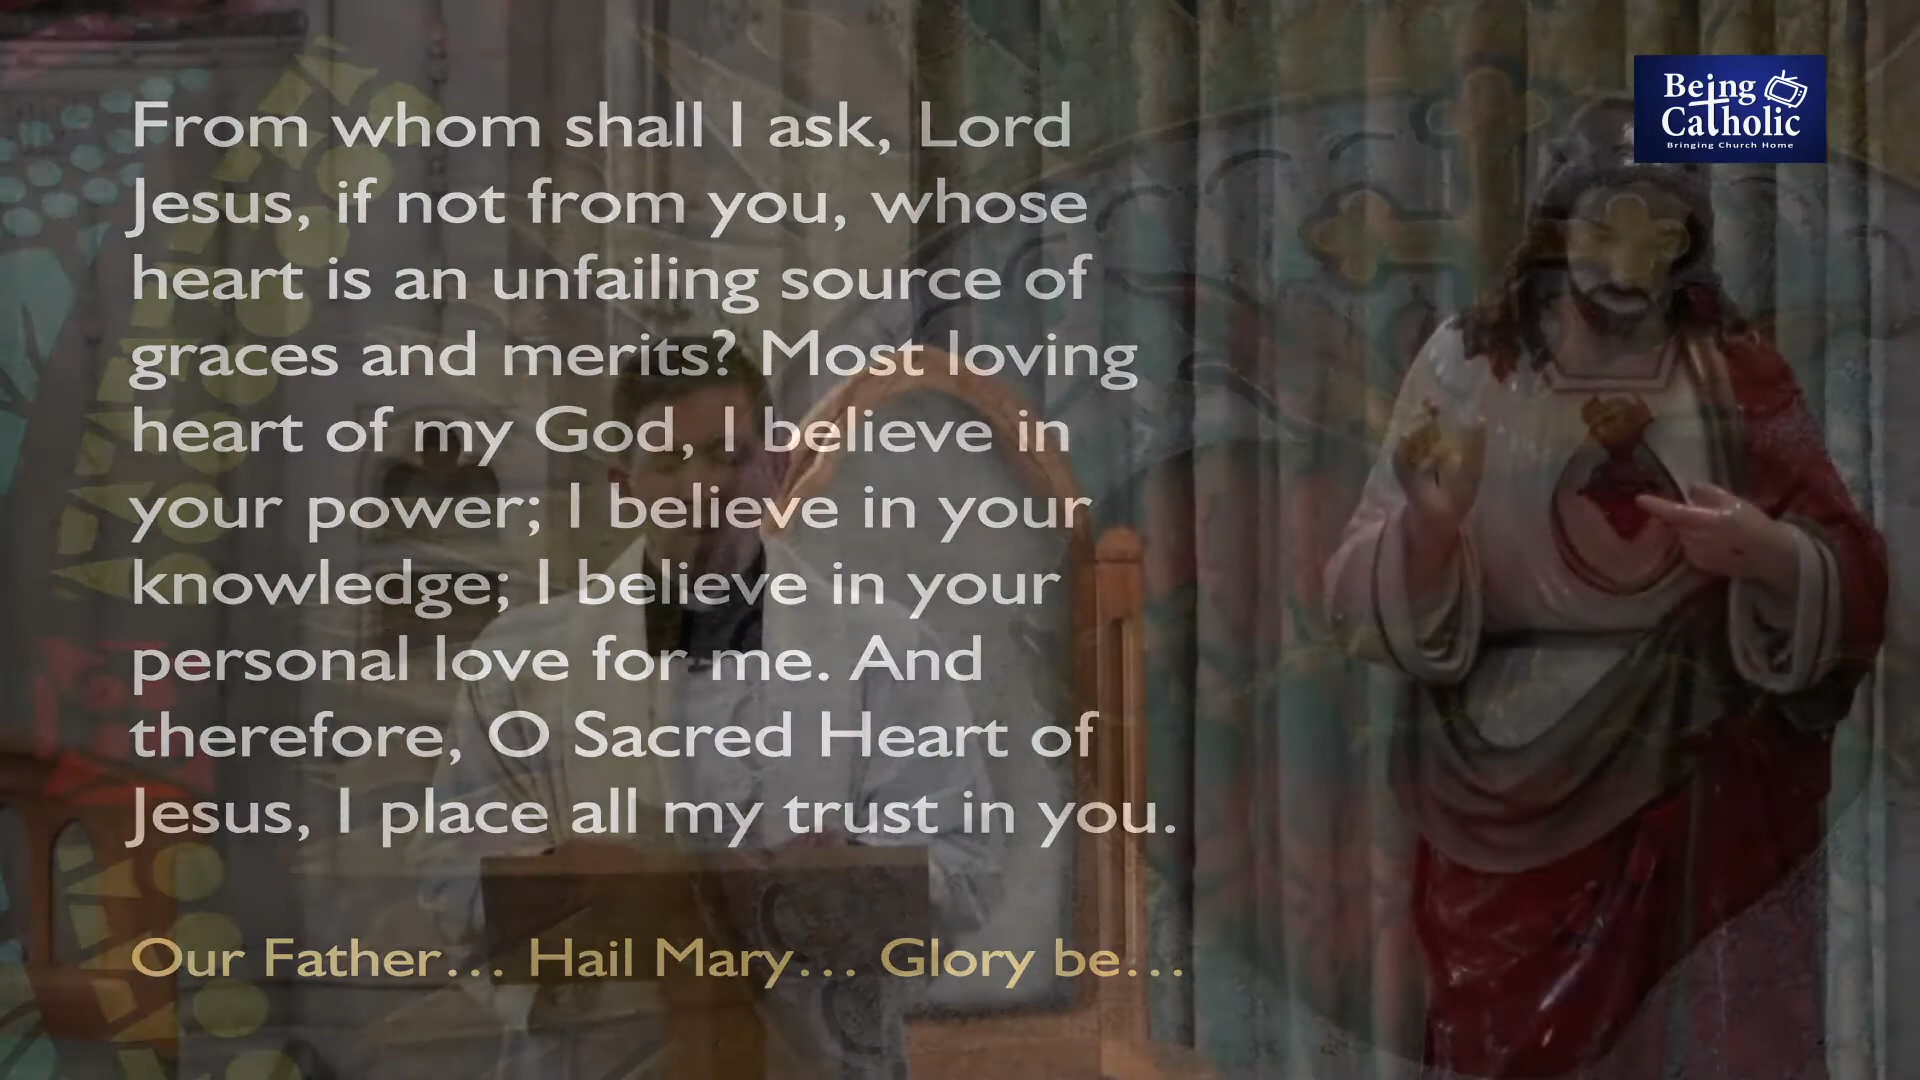 From whom shall I ask, Lord
Jesus, if not from you, whose
heart is an unfailing source of
graces and merits? Most loving
heart of my God, I believe in
your power; I believe in your
knowledge; I believe in your
personal love for me. And
therefore, O Sacred Heart of
Jesus, I place all my trust in you.
Our Father... Hail Mary... Glory be...
Being
Catholic
Bringing Church Home